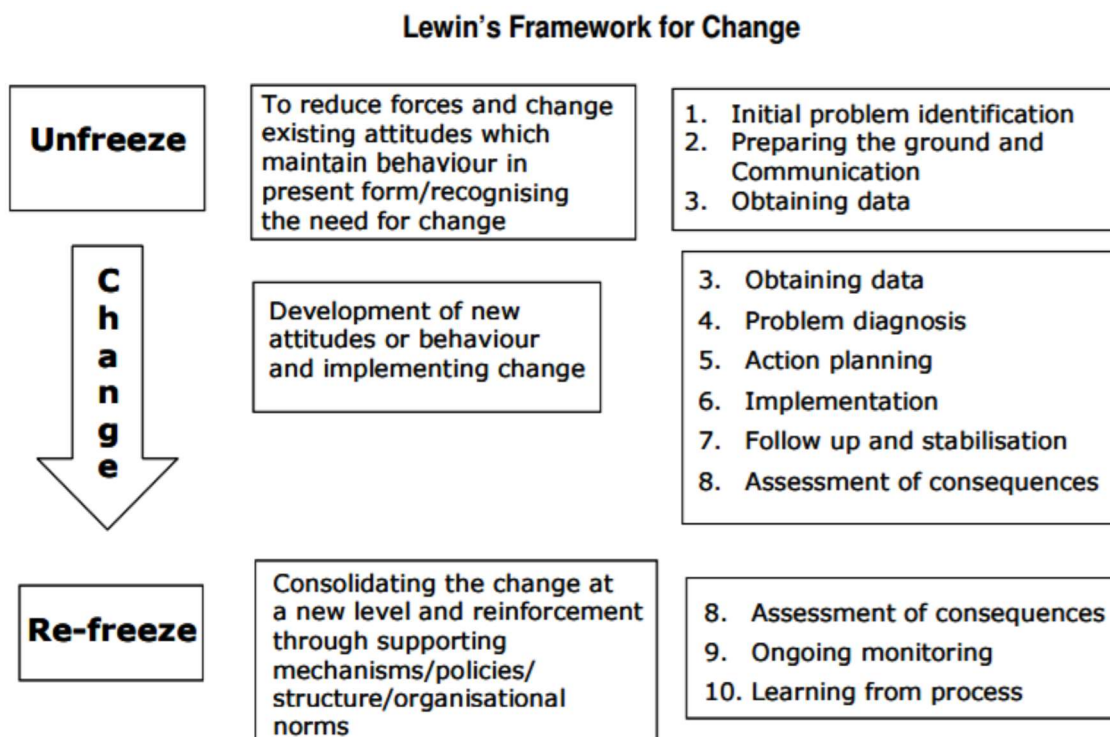 Lewin's Framework for Change
Unfreeze
To reduce forces and change
existing attitudes which
maintain behaviour in
present form/recognising
the need for change
1. Initial problem identification
2. Preparing the ground and
Communication
3. Obtaining data
Change
Development of new
attitudes or behaviour
and implementing change
3. Obtaining data
4. Problem diagnosis
5. Action planning
6. Implementation
7. Follow up and stabilisation
8. Assessment of consequences
Re-freeze
Consolidating the change at
a new level and reinforcement
through supporting
mechanisms/policies/
structure/organisational
norms
8. Assessment of consequences
9. Ongoing monitoring
10. Learning from process